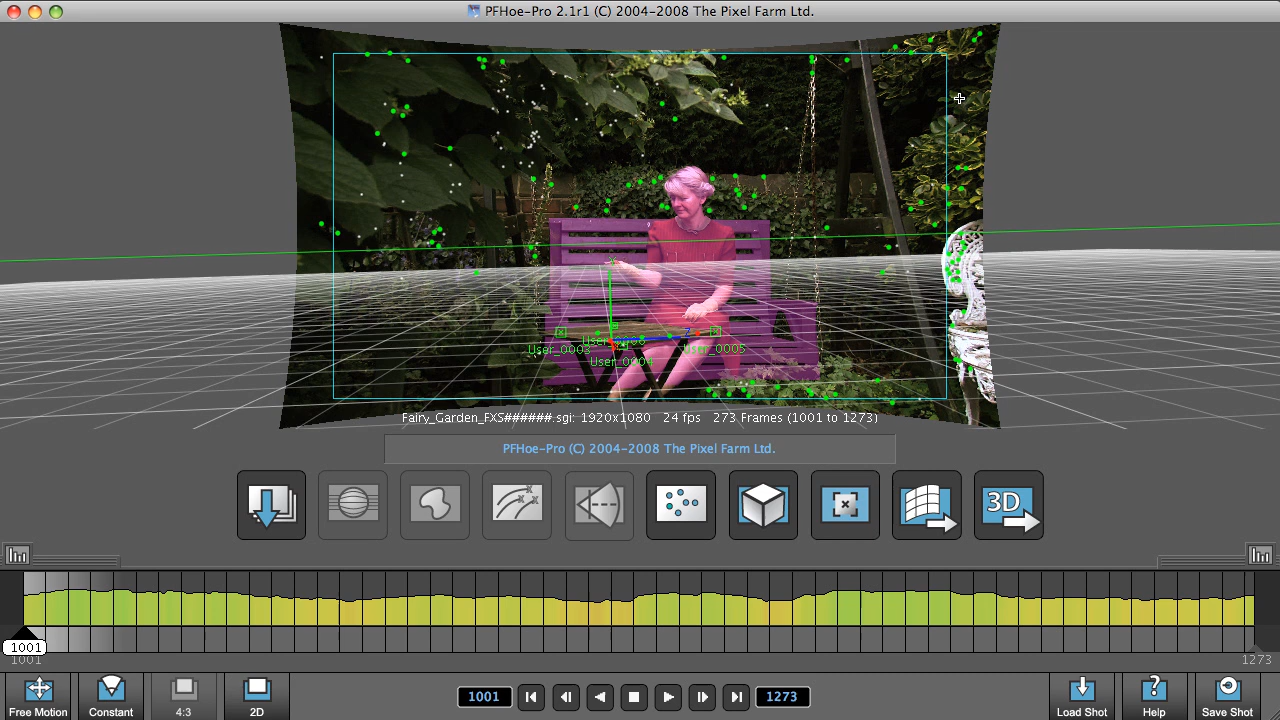 PFHoe-Pro 2.1r1 (C) 2004-2008 The Pixel Farm Ltd.
Y
Z
User_0003
User_0005
User_0004
Fairy_Garden_FXS######.sgi: 1920x1080 24 fps 273 Frames (1001 to 1273)
PFHoe-Pro (C) 2004-2008 The Pixel Farm Ltd.
3D
1001
1001
1273
Free Motion
Constant
4:3
2D
1001
1273
Load Shot
?
Help
Save Shot